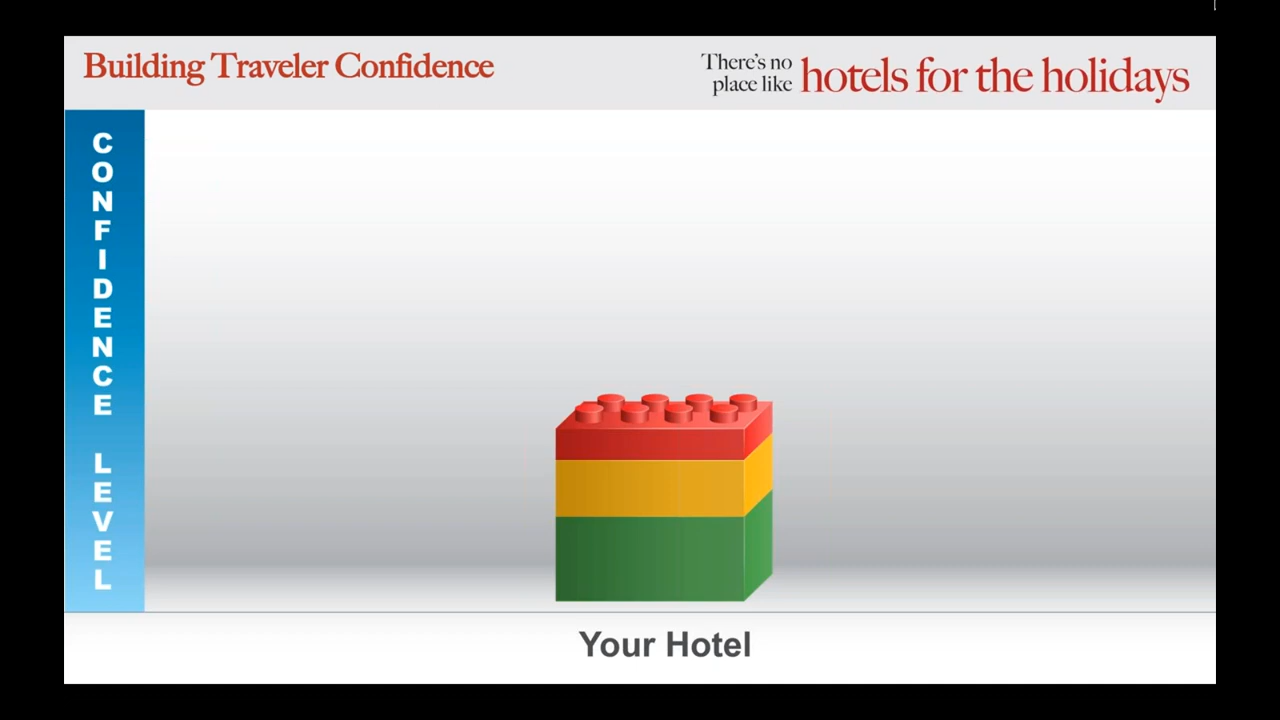 Building Traveler Confidence
There's no
place like
hotels for the holidays
CONFIDENCE LEVEL
Your Hotel